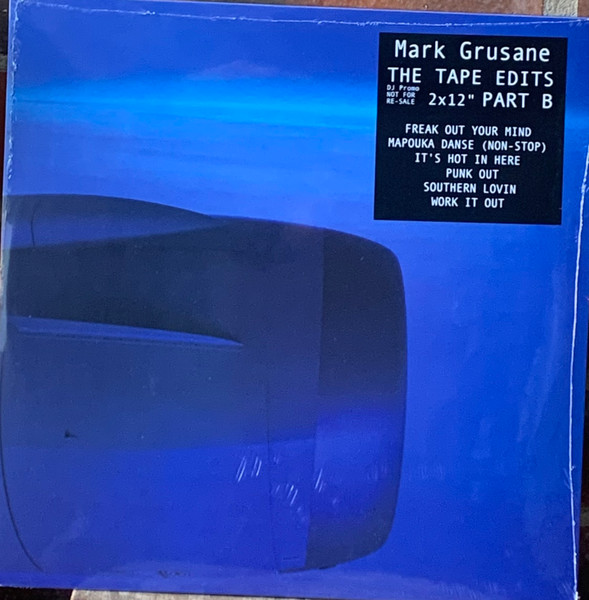 Mark Grusane
THE TAPE EDITS
DJ Promo
NOT FOR
RE-SALE
2x12" PART B
FREAK OUT YOUR MIND
MAPOUKA DANSE (NON-STOP)
IT'S HOT IN HERE
PUNK OUT
SOUTHERN LOVIN
WORK IT OUT